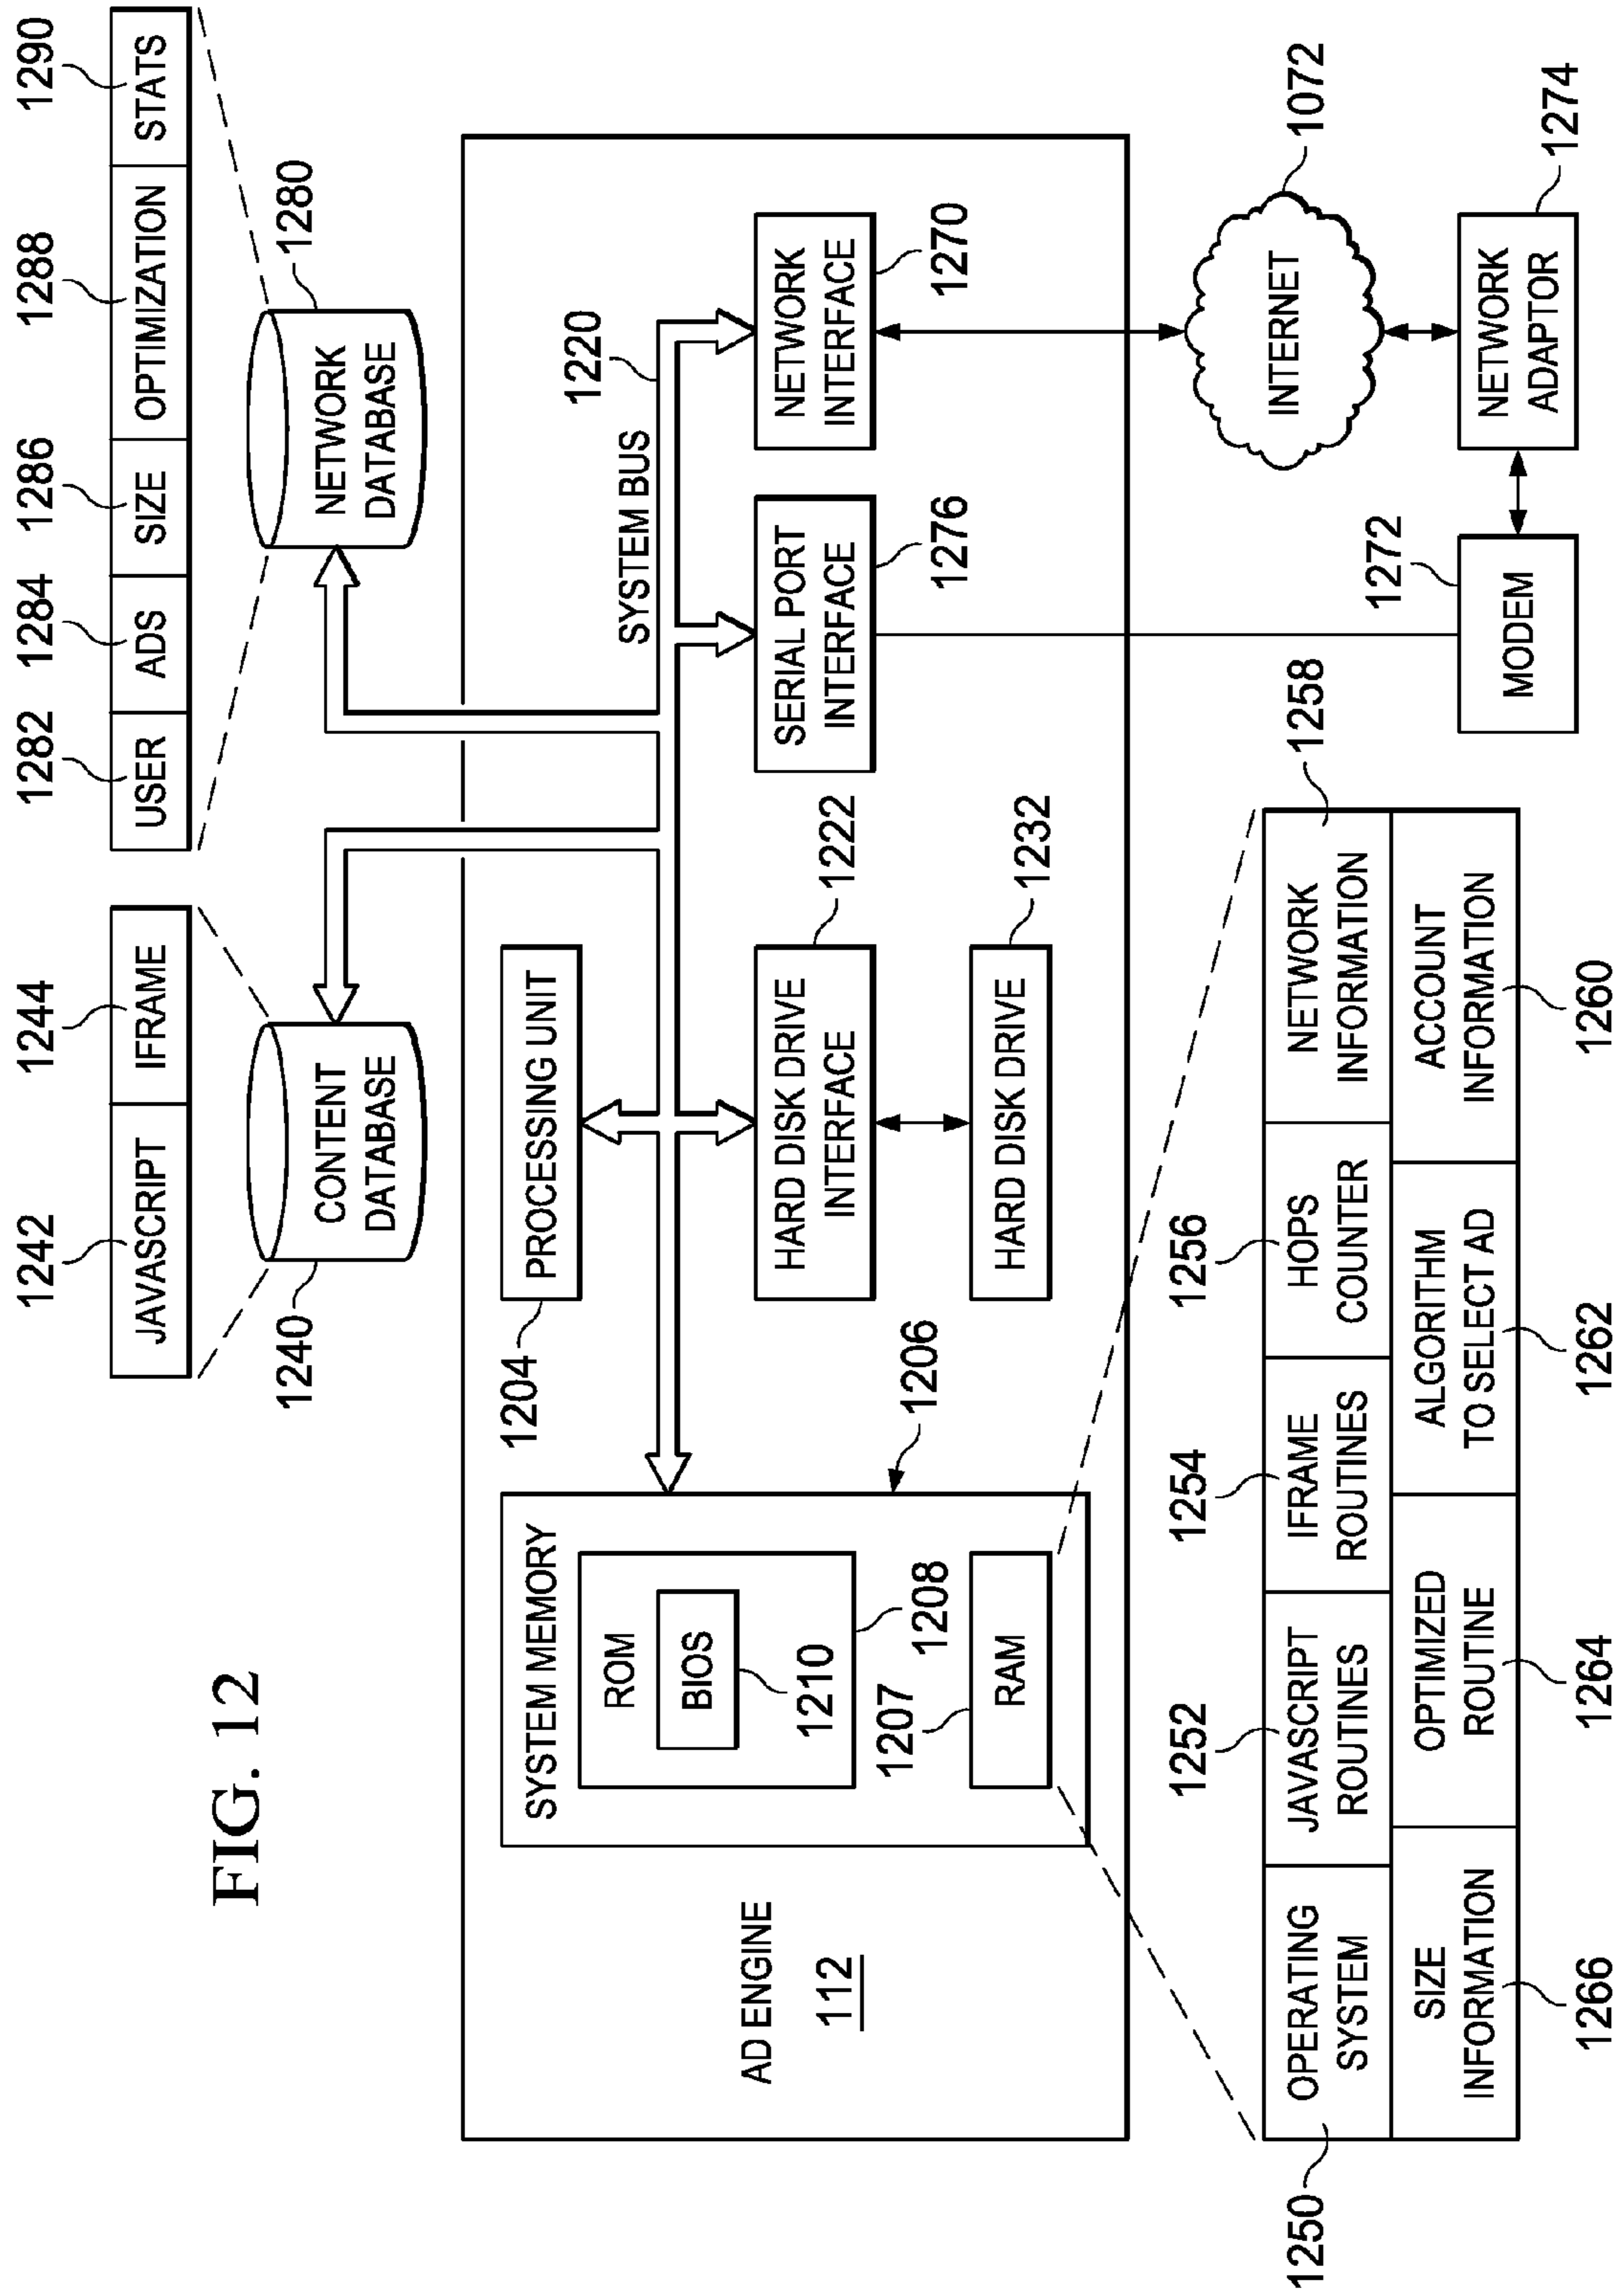 FIG. 12
1242
1244
JAVASCRIPT
IFRAME
1282
1284
1286
1288
1290
USER
ADS
SIZE
OPTIMIZATION
STATS
1240
CONTENT
DATABASE
NETWORK
DATABASE
1280
AD ENGINE
112
SYSTEM MEMORY
ROM
BIOS
1210
1208
1207
RAM
1206
1204
PROCESSING UNIT
SYSTEM BUS
1220
HARD DISK DRIVE
INTERFACE
1222
HARD DISK DRIVE
1232
SERIAL PORT
INTERFACE
1276
NETWORK
INTERFACE
1270
INTERNET
1072
MODEM
1272
NETWORK
ADAPTOR
1274
1250
1252
1254
1256
1258
OPERATING
SYSTEM
JAVASCRIPT
ROUTINES
IFRAME
ROUTINES
HOPS
COUNTER
NETWORK
INFORMATION
SIZE
INFORMATION
OPTIMIZED
ROUTINE
ALGORITHM
TO SELECT AD
ACCOUNT
INFORMATION
1266
1264
1262
1260